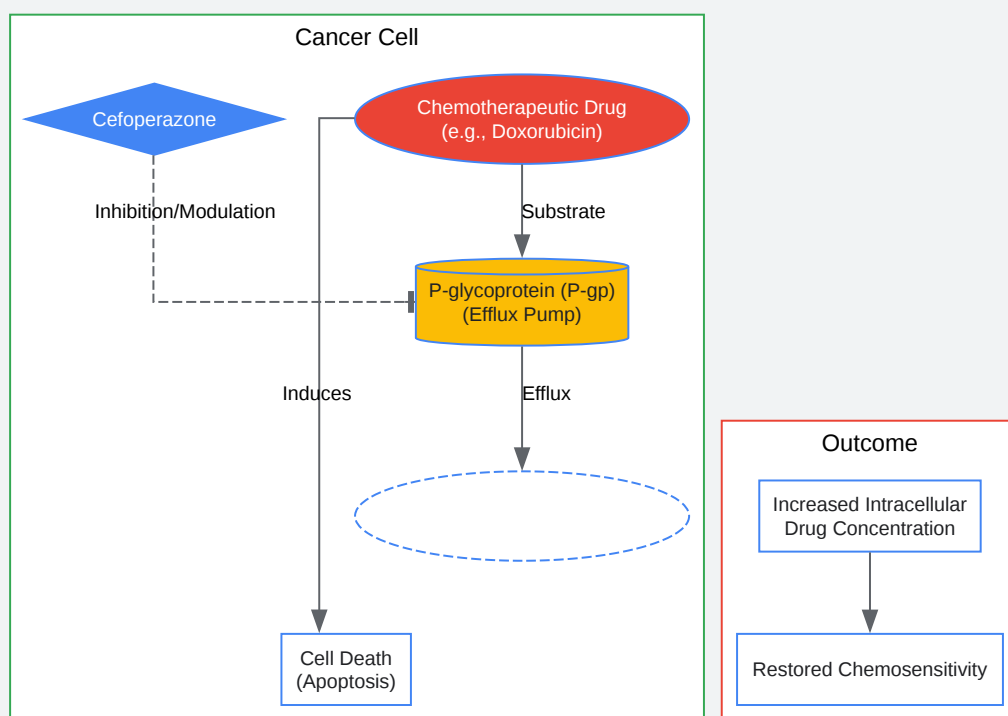 Cancer Cell
Cefoperazone
Chemotherapeutic Drug
(e.g., Doxorubicin)
Inhibition/Modulation
Substrate
P-glycoprotein (P-gp)
(Efflux Pump)
Induces
Efflux
Cell Death
(Apoptosis)
Outcome
Increased Intracellular
Drug Concentration
Restored Chemosensitivity